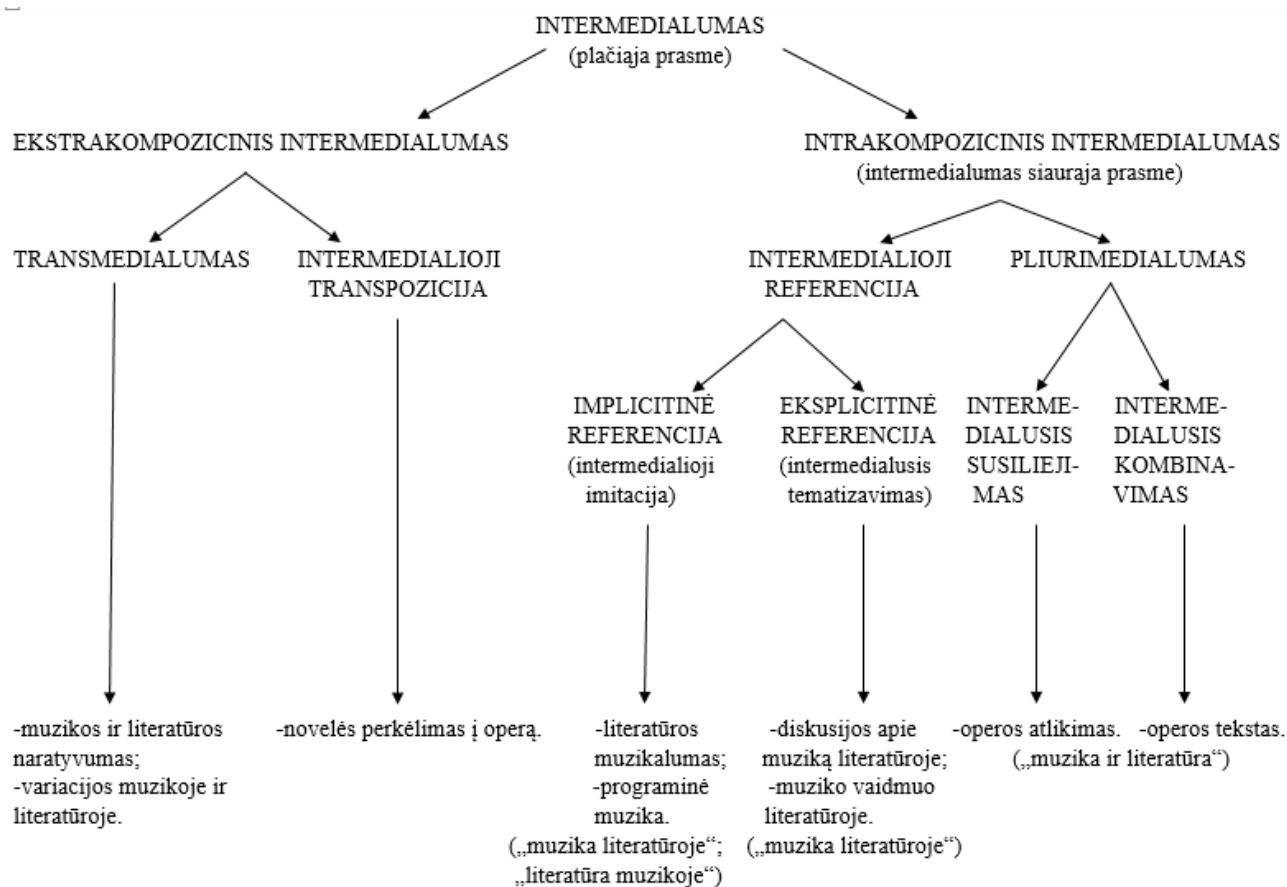 INTERMEDIALUMAS
(plačiąja prasme)
EKSTRAKOMPOZICINIS INTERMEDIALUMAS
INTRAKOMPOZICINIS INTERMEDIALUMAS
(intermedialumas siaurąja prasme)
TRANSMEDIALUMAS
INTERMEDIALIOJI
TRANSPOZICIJA
INTERMEDIALIOJI
REFERENCIJA
PLIURIMEDIALUMAS
IMPLICITINĖ
REFERENCIJA
(intermedialioji
imitacija)
EKSPLICITINĖ
REFERENCIJA
(intermedialusis
tematizavimas)
INTERME-
DIALUSIS
SUSILIEJI-
MAS
INTERME-
DIALUSIS
KOMBINA-
VIMAS
-muzikos ir literatūros
naratyvumas;
-variacijos muzikoje ir
literatūroje.
-novelės perkėlimas į operą.
-literatūros
muzikalumas;
-programinė
muzika.
(„muzika literatūroje“;
„literatūra muzikoje“)
-diskusijos apie
muziką literatūroje;
-muziko vaidmuo
literatūroje.
(„muzika literatūroje“)
-operos atlikimas.
-operos tekstas.
(„muzika ir literatūra“)